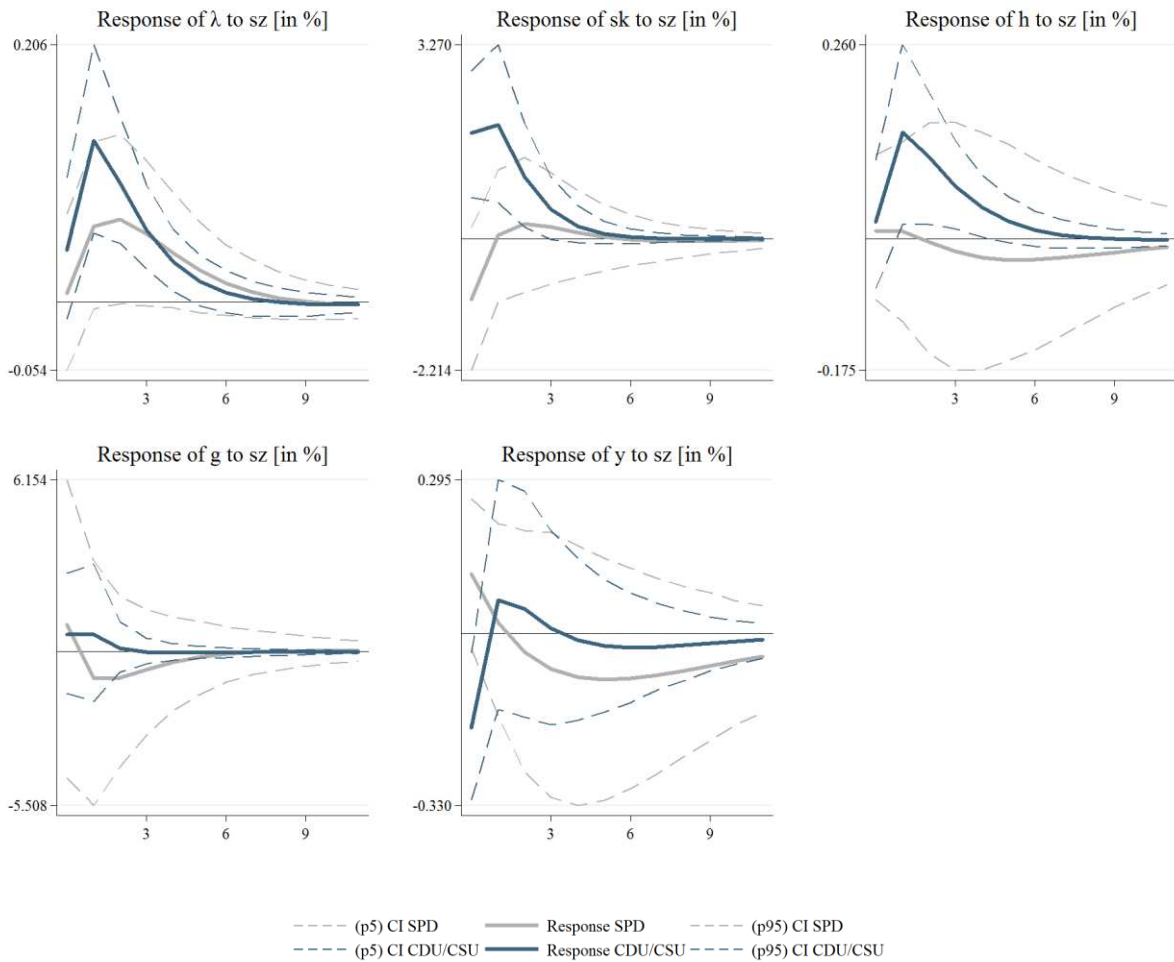 Response of λ to sz [in %]
0.206
-0.054
3 6 9
Response of sk to sz [in %]
3.270
-2.214
3 6 9
Response of h to sz [in %]
0.260
-0.175
3 6 9
Response of g to sz [in %]
6.154
-5.508
3 6 9
Response of y to sz [in %]
0.295
-0.330
3 6 9
(p5) CI SPD Response SPD (p95) CI SPD
(p5) CI CDU/CSU Response CDU/CSU (p95) CI CDU/CSU